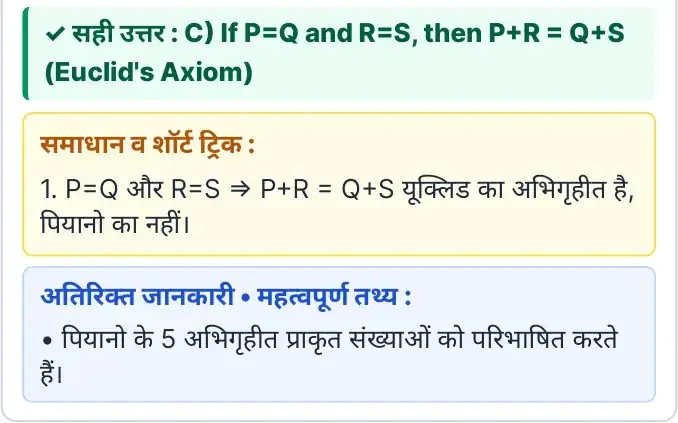 ✓ सही उत्तर : C) If P=Q and R=S, then P+R = Q+S
(Euclid's Axiom)
समाधान व शॉर्ट ट्रिक :
1. P=Q और R=S ⇒ P+R = Q+S यूक्लिड का अभिगृहीत है,
पियानो का नहीं।
अतिरिक्त जानकारी • महत्वपूर्ण तथ्य :
• पियानो के 5 अभिगृहीत प्राकृत संख्याओं को परिभाषित करते
हैं।